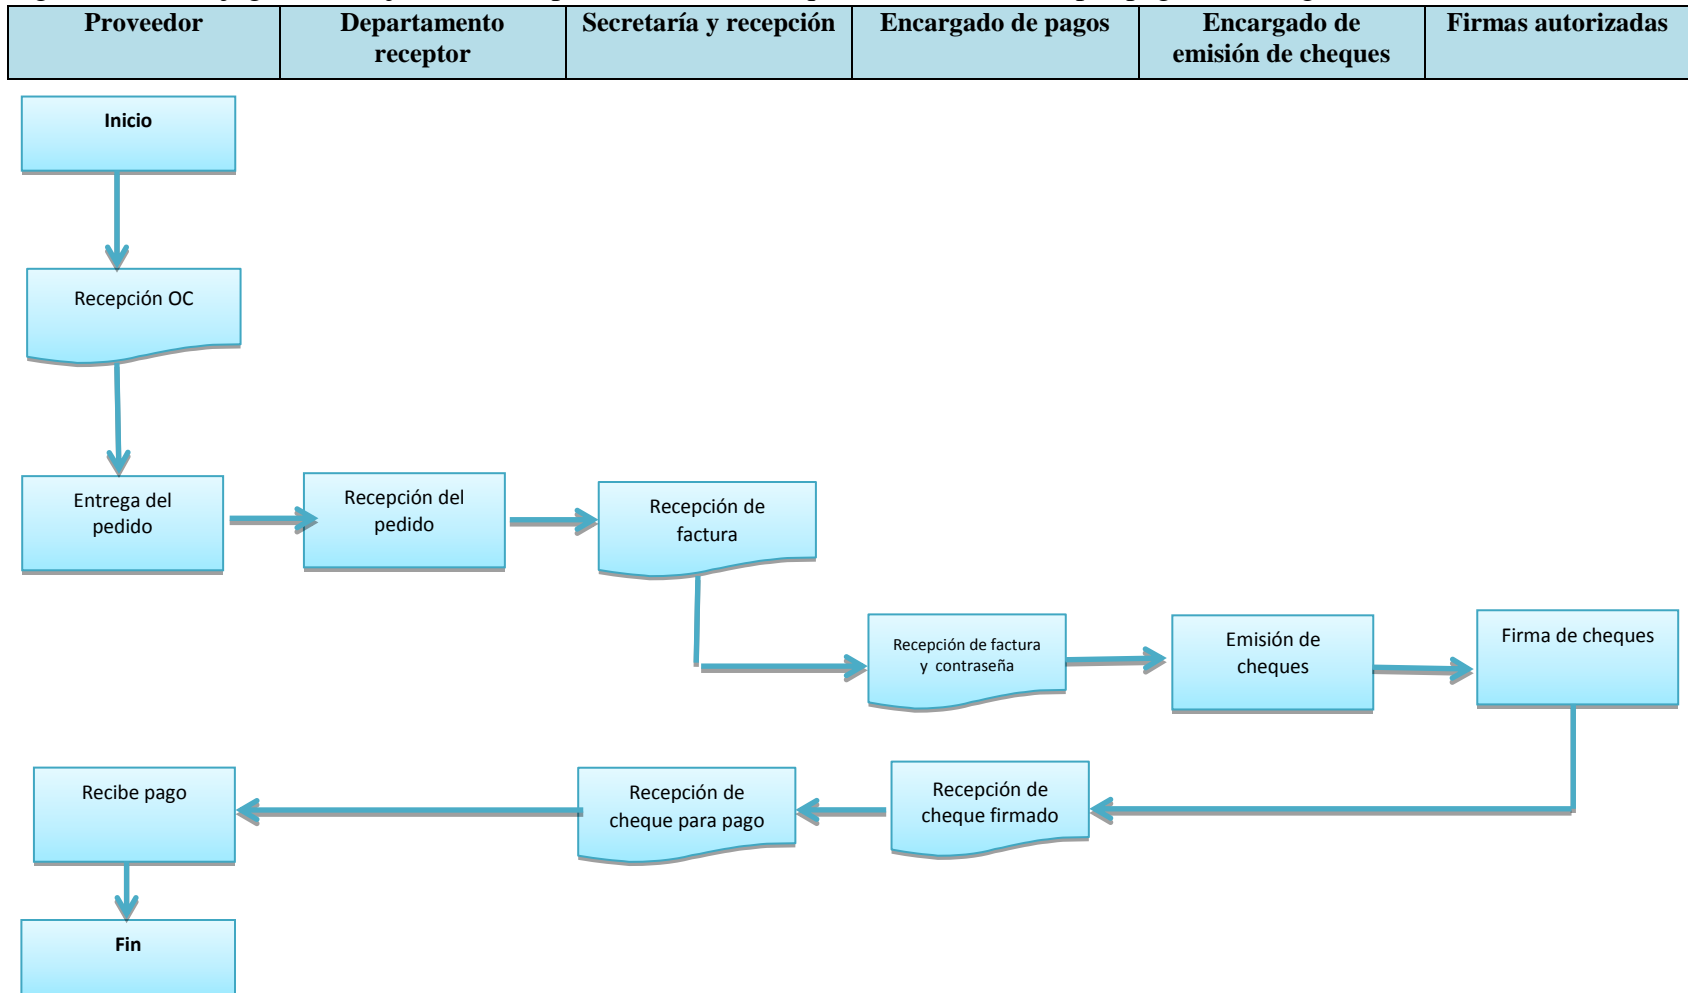 Proveedor
Departamento
receptor
Secretaría y recepción
Encargado de pagos
Encargado de
emisión de cheques
Firmas autorizadas
Inicio
Recepción OC
Entrega del
pedido
Recepción del
pedido
Recepción de
factura
Recepción de factura
y contraseña
Emisión de
cheques
Firma de cheques
Recibe pago
Recepción de
cheque para pago
Recepción de
cheque firmado
Fin